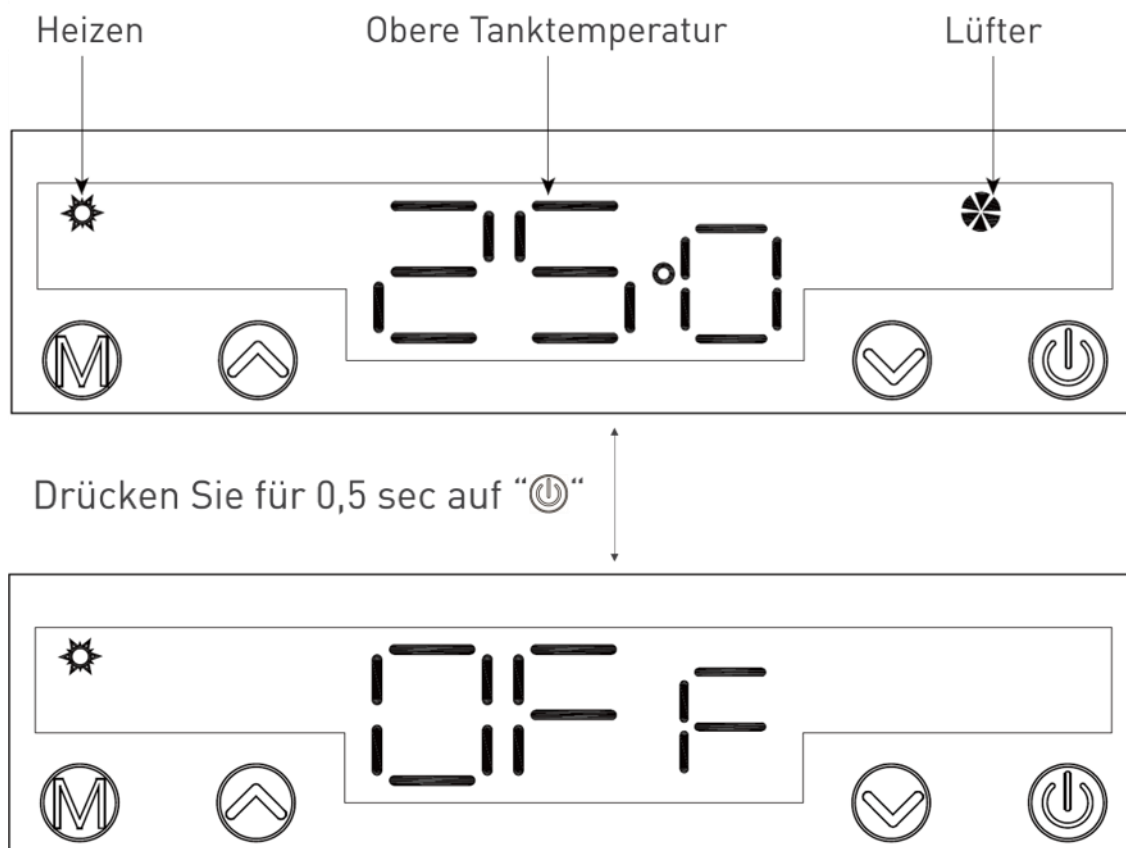 Heizen Obere Tanktemperatur Lüfter
25.0
M
Drücken Sie für 0,5 sec auf “ “
OFF
M